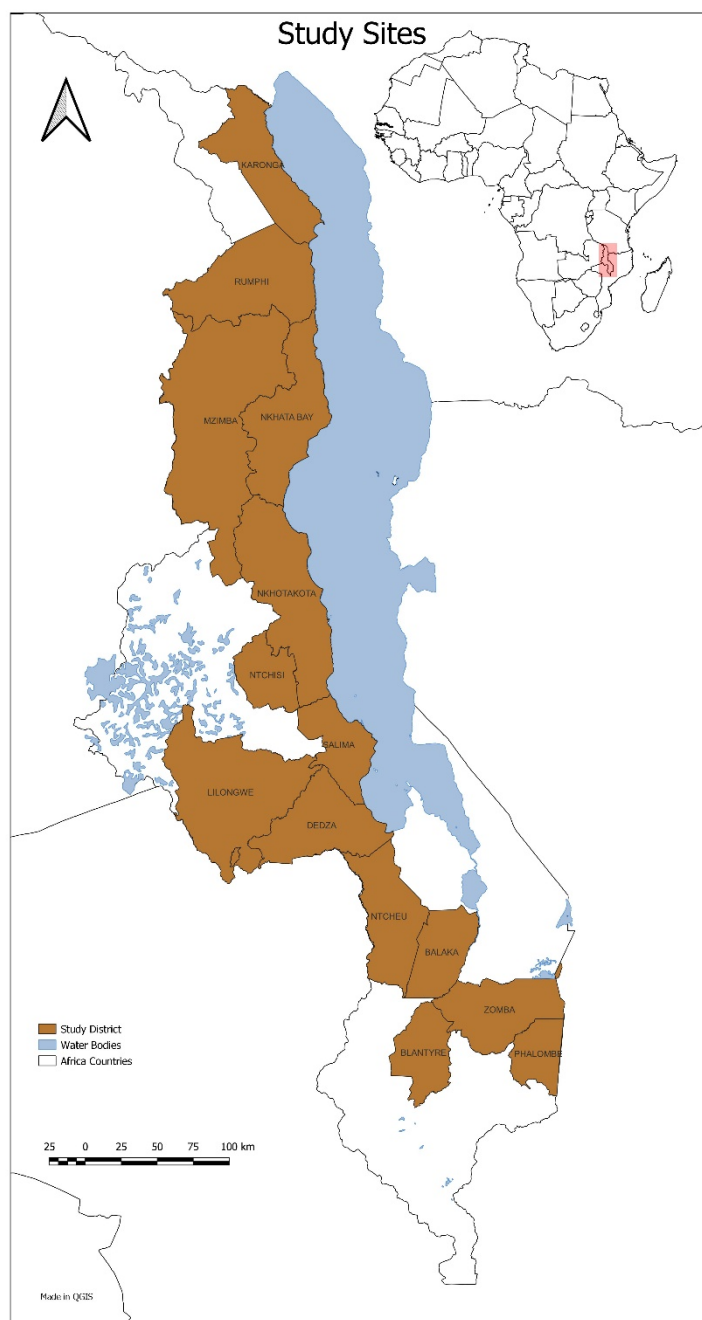 Study Sites
KARONGA
RUMPHI
MZIMBA
NKHATA BAY
NKHOTAKOTA
NTCHISI
SALIMA
LILONGWE
DEDZA
NTCHEU
BALAKA
ZOMBA
BLANTYRE
PHALOMBE
Study District
Water Bodies
Africa Countries
25 0 25 50 75 100 km
Made in QGIS